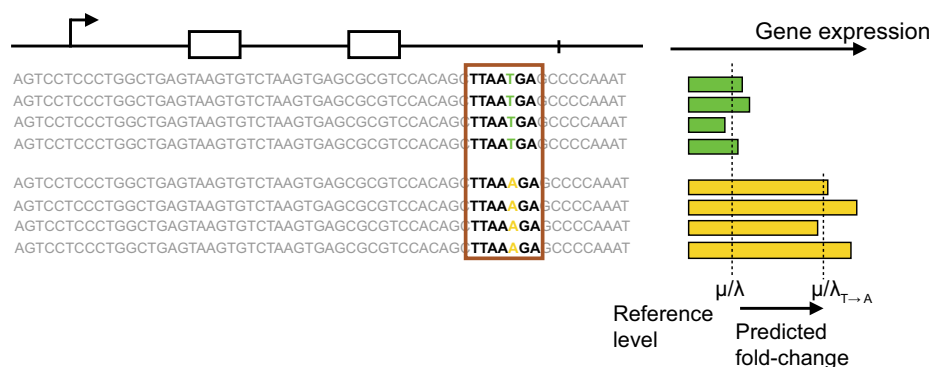 Gene expression
AGTCCTCCCTGGCTGAGTAAGTGTCTAAGTGAGCGCGTCCACAGCTTAATGAGCCCCAAAT
AGTCCTCCCTGGCTGAGTAAGTGTCTAAGTGAGCGCGTCCACAGCTTAATGAGCCCCAAAT
AGTCCTCCCTGGCTGAGTAAGTGTCTAAGTGAGCGCGTCCACAGCTTAATGAGCCCCAAAT
AGTCCTCCCTGGCTGAGTAAGTGTCTAAGTGAGCGCGTCCACAGCTTAATGAGCCCCAAAT
AGTCCTCCCTGGCTGAGTAAGTGTCTAAGTGAGCGCGTCCACAGCTTAAAGAGCCCCAAAT
AGTCCTCCCTGGCTGAGTAAGTGTCTAAGTGAGCGCGTCCACAGCTTAAAGAGCCCCAAAT
AGTCCTCCCTGGCTGAGTAAGTGTCTAAGTGAGCGCGTCCACAGCTTAAAGAGCCCCAAAT
AGTCCTCCCTGGCTGAGTAAGTGTCTAAGTGAGCGCGTCCACAGCTTAAAGAGCCCCAAAT
μ/λ μ/λT→A
Reference
level
Predicted
fold-change